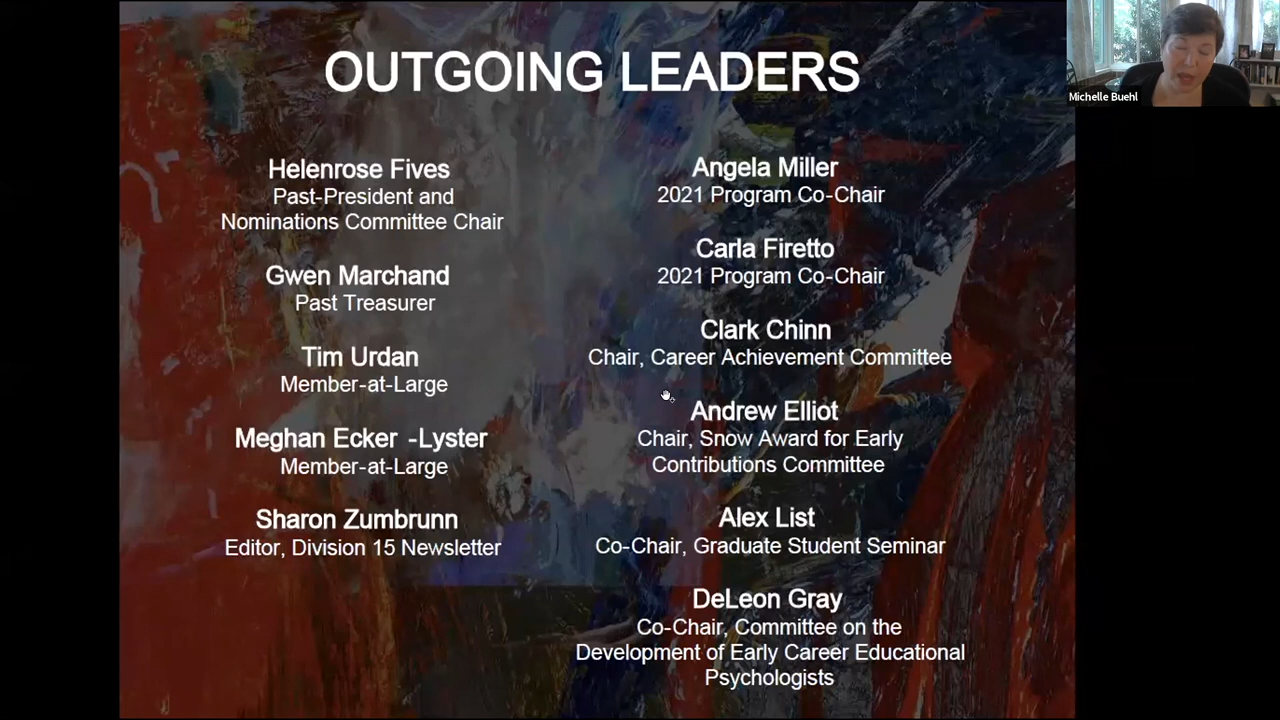 OUTGOING LEADERS
Helenrose Fives
Past-President and
Nominations Committee Chair
Gwen Marchand
Past Treasurer
Tim Urdan
Member-at-Large
Meghan Ecker -Lyster
Member-at-Large
Sharon Zumbrunn
Editor, Division 15 Newsletter
Angela Miller
2021 Program Co-Chair
Carla Firetto
2021 Program Co-Chair
Clark Chinn
Chair, Career Achievement Committee
Andrew Elliot
Chair, Snow Award for Early
Contributions Committee
Alex List
Co-Chair, Graduate Student Seminar
DeLeon Gray
Co-Chair, Committee on the
Development of Early Career Educational
Psychologists
Michelle Buehl